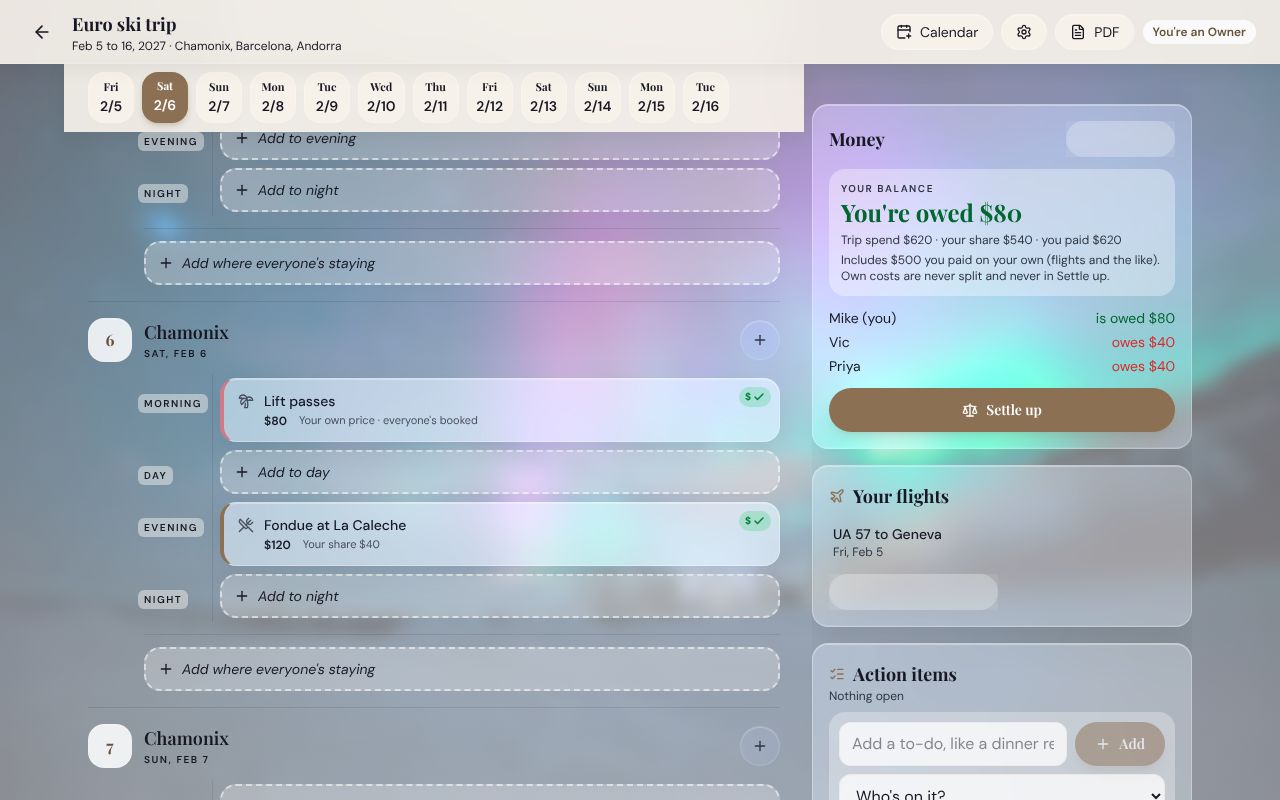 Euro ski trip
Feb 5 to 16, 2027 · Chamonix, Barcelona, Andorra
Calendar
PDF
You're an Owner
Fri 2/5
Sat 2/6
Sun 2/7
Mon 2/8
Tue 2/9
Wed 2/10
Thu 2/11
Fri 2/12
Sat 2/13
Sun 2/14
Mon 2/15
Tue 2/16
EVENING
Add to evening
NIGHT
Add to night
Add where everyone's staying
6
Chamonix
SAT, FEB 6
MORNING
Lift passes
$80 Your own price · everyone's booked
$
DAY
Add to day
EVENING
Fondue at La Caleche
$120 Your share $40
$
NIGHT
Add to night
Add where everyone's staying
7
Chamonix
SUN, FEB 7
Money
YOUR BALANCE
You're owed $80
Trip spend $620 · your share $540 · you paid $620
Includes $500 you paid on your own (flights and the like).
Own costs are never split and never in Settle up.
Mike (you) is owed $80
Vic owes $40
Priya owes $40
Settle up
Your flights
UA 57 to Geneva
Fri, Feb 5
Action items
Nothing open
Add a to-do, like a dinner re
Add
Who's on it?